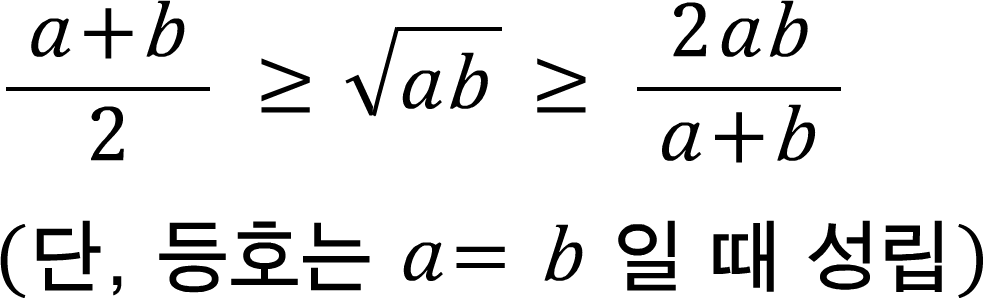 (a+b)/2 ≥ √(ab) ≥ 2ab/(a+b)
(단, 등호는 a= b 일 때 성립)